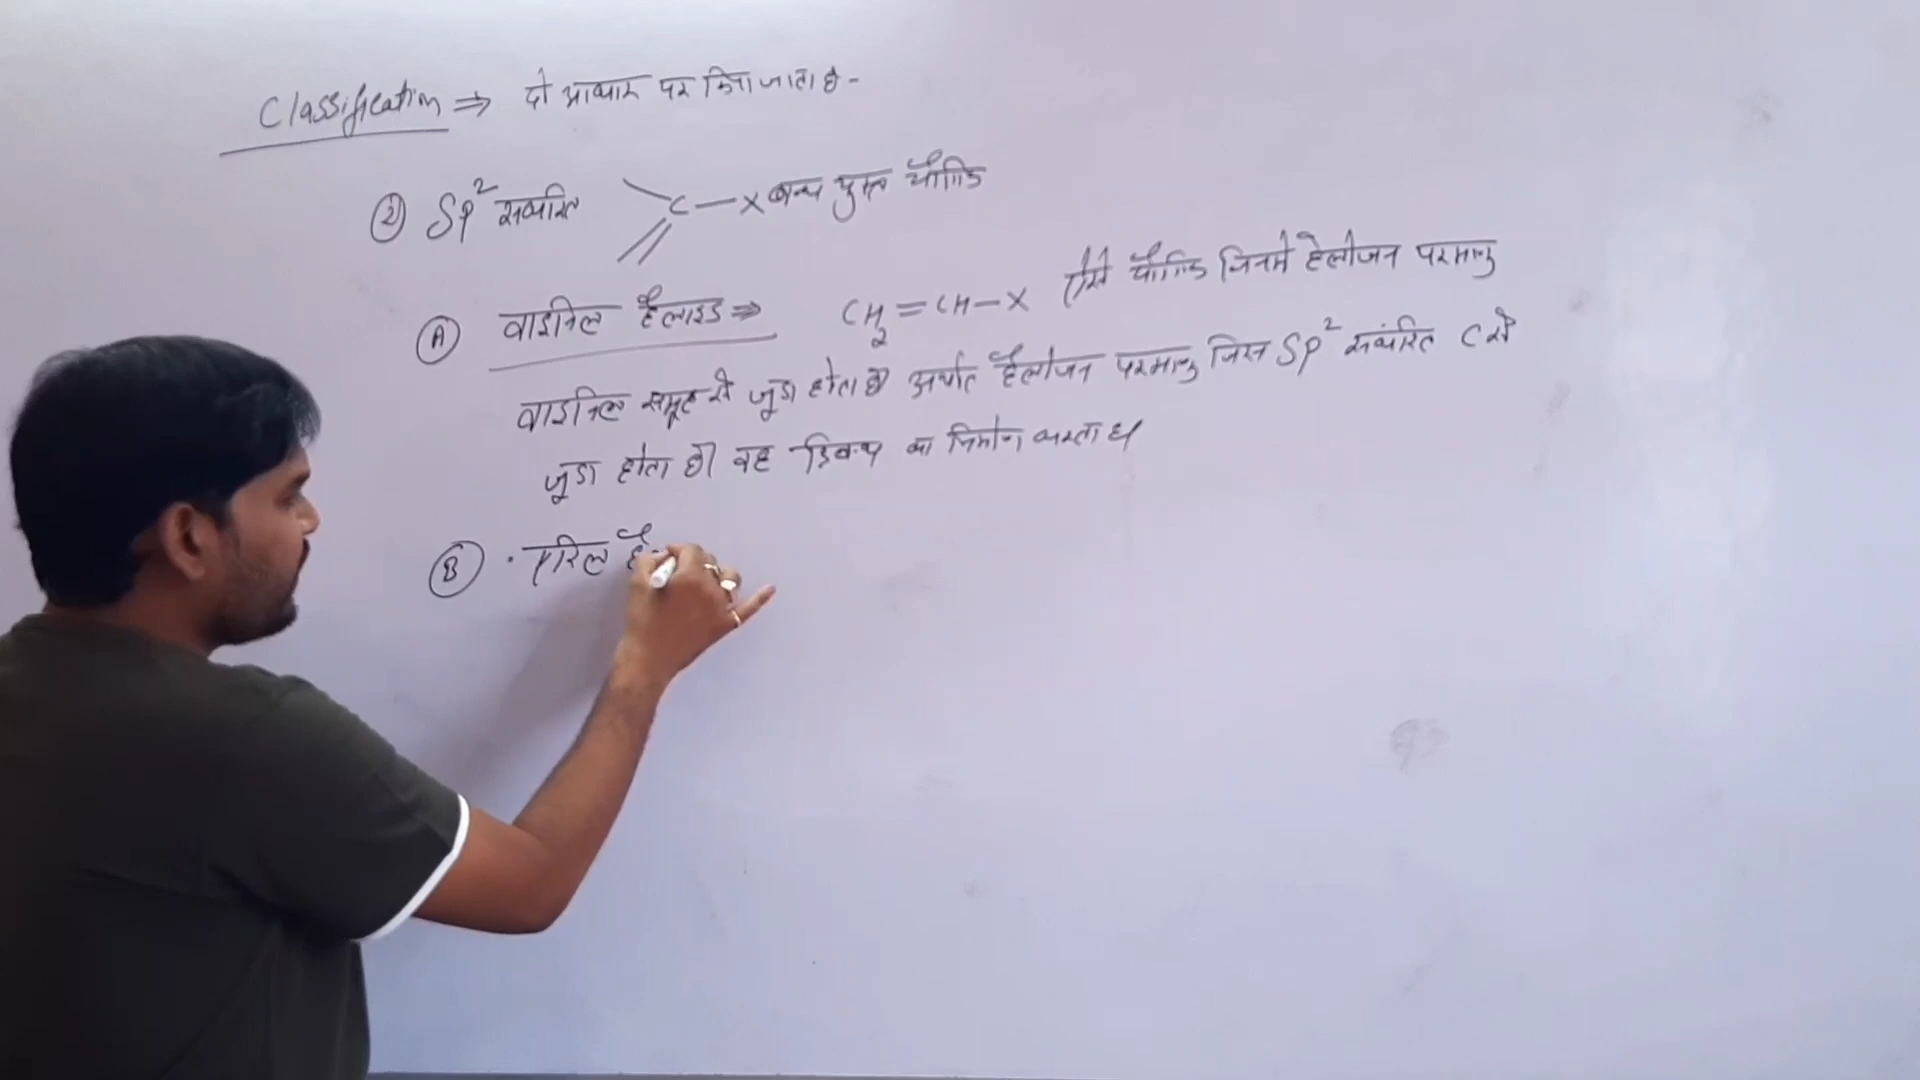 Classification ⇒ दो आधार पर किया जाता है -
(2) SP² संकरित C-X बन्ध युक्त यौगिक
(A) वाइनिल हैलाइड ⇒ CH₂=CH-X ऐसे यौगिक जिनमे हैलोजन परमाणु
वाइनिल समूह से जुडा होता है अर्थात हैलोजन परमाणु जिस SP² संकरित C से
जुडा होता है। वह द्विबन्ध का निर्माण करता है।
(B) एरिल है